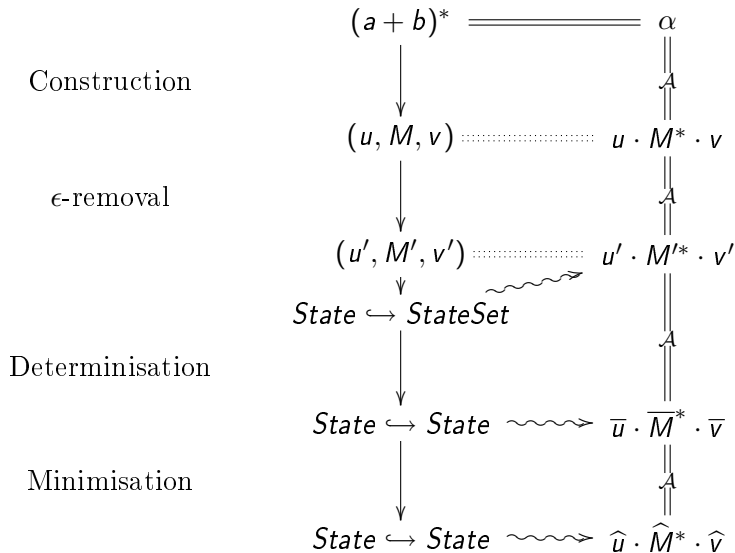 (a + b)* α
Construction A
(u, M, v) u · M* · v
ϵ-removal A
(u′, M′, v′) u′ · M′* · v′
State ↪ StateSet
A
Determinisation
State ↪ State u̅ · M̅* · v̅
Minimisation A
State ↪ State û · M̂* · v̂